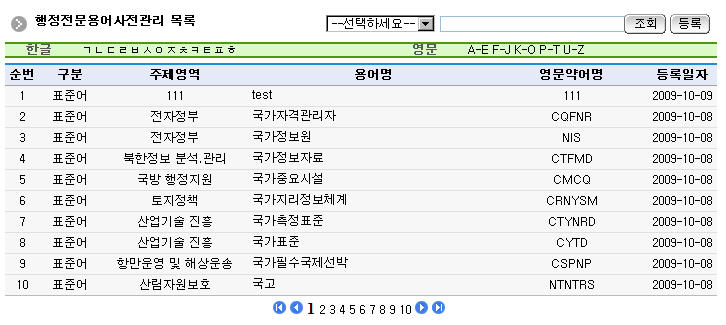 행정전문용어사전관리 목록 --선택하세요-- 조회 등록
한글 ㄱㄴㄷㄹㅂㅅㅇㅈㅊㅋㅌㅍㅎ 영문 A-E F-J K-O P-T U-Z
순번 구분 주제영역 용어명 영문약어명 등록일자
1 표준어 111 test 111 2009-10-09
2 표준어 전자정부 국가자격관리자 CQFNR 2009-10-08
3 표준어 전자정부 국가정보원 NIS 2009-10-08
4 표준어 북한정보 분석,관리 국가정보자료 CTFMD 2009-10-08
5 표준어 국방 행정지원 국가중요시설 CMCQ 2009-10-08
6 표준어 토지정책 국가지리정보체계 CRNYSM 2009-10-08
7 표준어 산업기술 진흥 국가측정표준 CTYNRD 2009-10-08
8 표준어 산업기술 진흥 국가표준 CYTD 2009-10-08
9 표준어 항만운영 및 해상운송 국가필수국제선박 CSPNP 2009-10-08
10 표준어 산림자원보호 국고 NTNTRS 2009-10-08
1 2 3 4 5 6 7 8 9 10